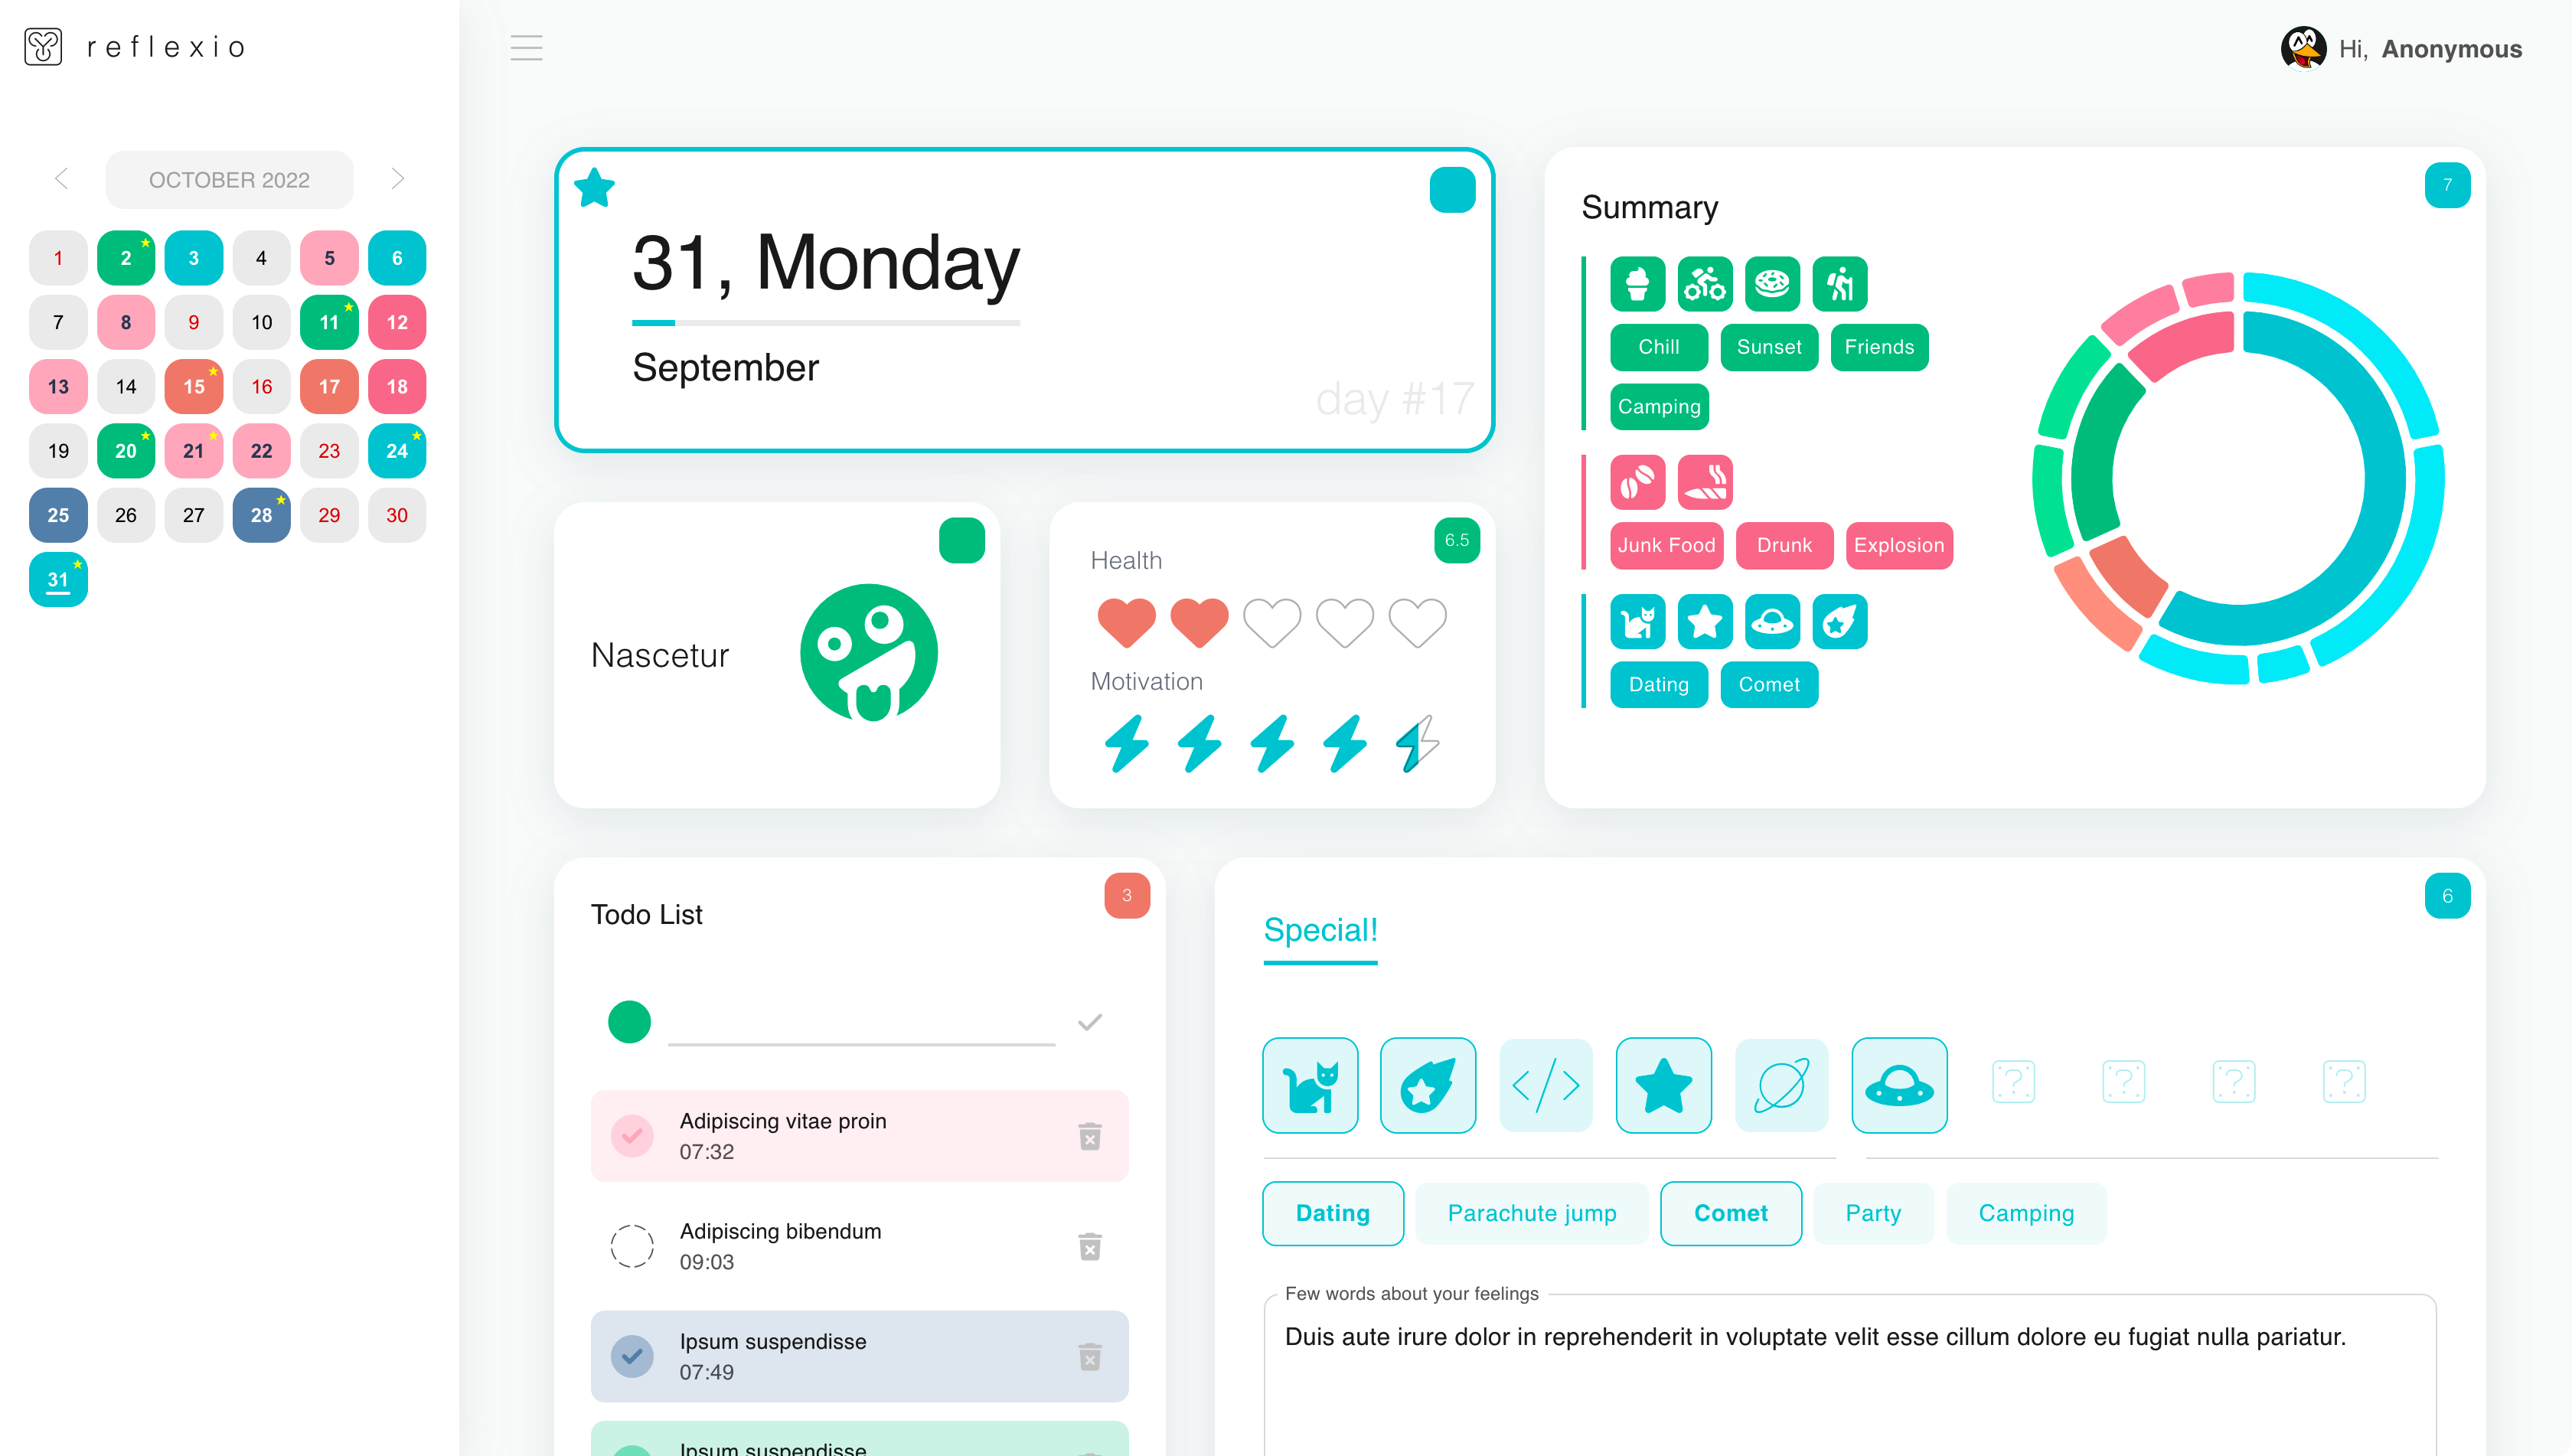 reflexio
Hi, Anonymous
OCTOBER 2022
1 2 3 4 5 6
7 8 9 10 11 12
13 14 15 16 17 18
19 20 21 22 23 24
25 26 27 28 29 30
31
31, Monday
September
day #17
Nascetur
6.5
Health
Motivation
7
Summary
Chill Sunset Friends
Camping
Junk Food Drunk Explosion
Dating Comet
3
Todo List
Adipiscing vitae proin
07:32
Adipiscing bibendum
09:03
Ipsum suspendisse
07:49
Ipsum suspendisse
6
Special!
Dating Parachute jump Comet Party Camping
Few words about your feelings
Duis aute irure dolor in reprehenderit in voluptate velit esse cillum dolore eu fugiat nulla pariatur.